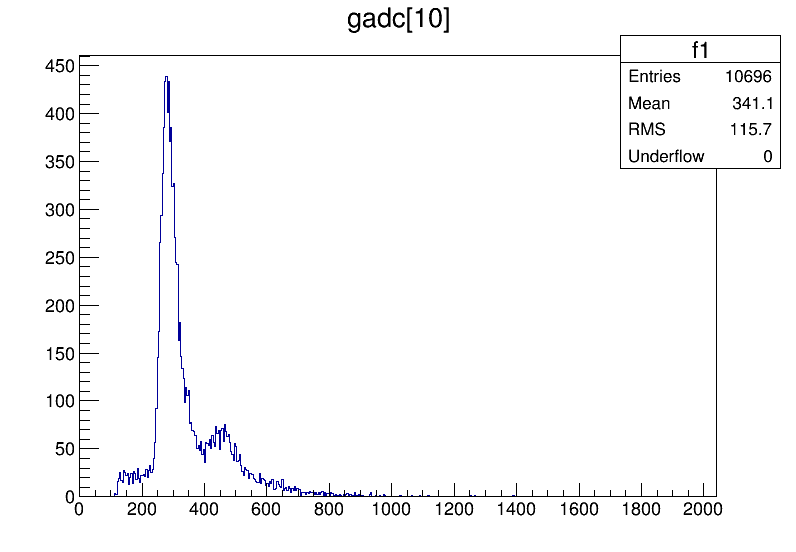 gadc[10]
f1
Entries 10696
Mean 341.1
RMS 115.7
Underflow 0
450
400
350
300
250
200
150
100
50
0
0 200 400 600 800 1000 1200 1400 1600 1800 2000